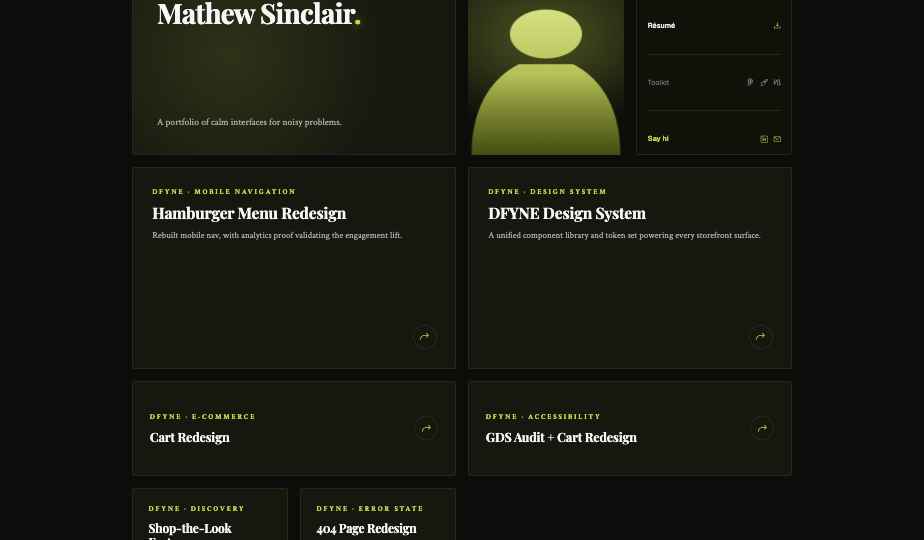 Mathew Sinclair.
A portfolio of calm interfaces for noisy problems.
Résumé
Toolkit
Say hi
DFYNE · MOBILE NAVIGATION
Hamburger Menu Redesign
Rebuilt mobile nav, with analytics proof validating the engagement lift.
DFYNE · DESIGN SYSTEM
DFYNE Design System
A unified component library and token set powering every storefront surface.
DFYNE · E-COMMERCE
Cart Redesign
DFYNE · ACCESSIBILITY
GDS Audit + Cart Redesign
DFYNE · DISCOVERY
Shop-the-Look
DFYNE · ERROR STATE
404 Page Redesign